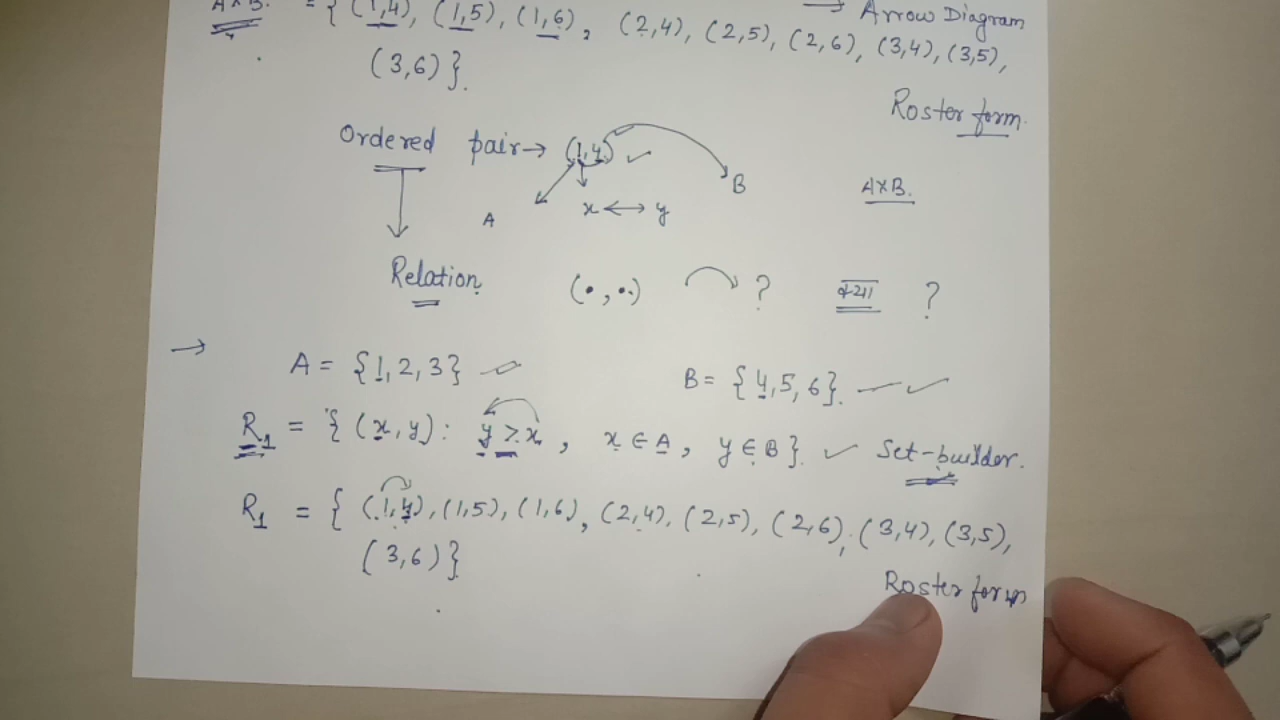 A×B. = { (1,4), (1,5), (1,6), (2,4), (2,5), (2,6), (3,4), (3,5),
→ Arrow Diagram
(3,6) }.
Roster form.
Ordered pair → (1,4) ✓
B
A×B.
A
x ↔ y
Relation (•,•) ?
क्या ?
→ A = {1,2,3} B = {4,5,6}.
R1 = { (x,y) : y > x, x ∈ A, y ∈ B}. ✓ Set-builder.
R1 = { (1,4), (1,5), (1,6), (2,4), (2,5), (2,6), (3,4), (3,5),
(3,6) }
Roster form